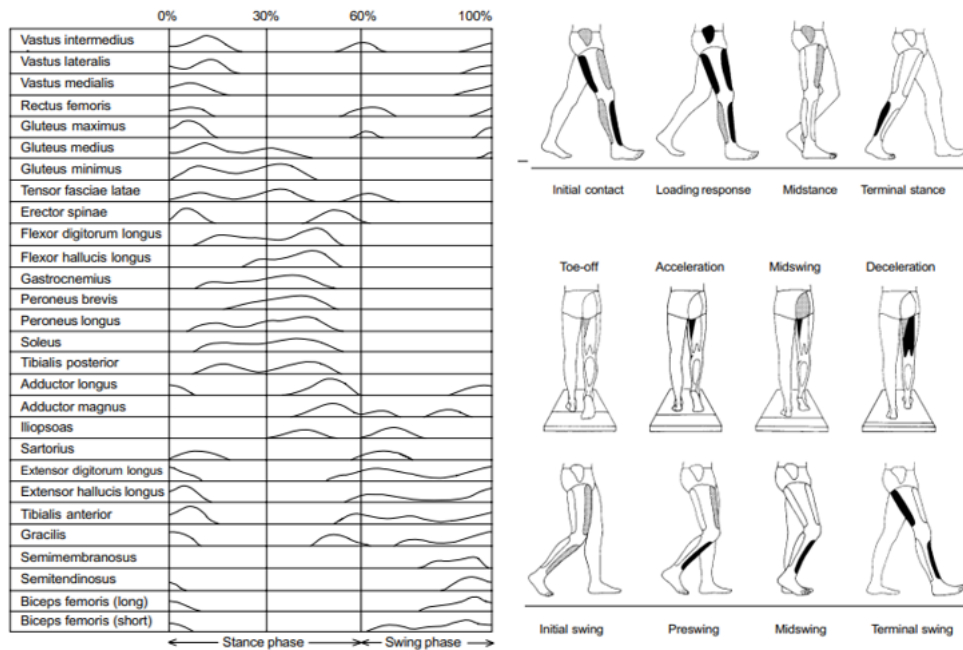 0% 30% 60% 100%
Vastus intermedius
Vastus lateralis
Vastus medialis
Rectus femoris
Gluteus maximus
Gluteus medius
Gluteus minimus
Tensor fasciae latae
Erector spinae
Flexor digitorum longus
Flexor hallucis longus
Gastrocnemius
Peroneus brevis
Peroneus longus
Soleus
Tibialis posterior
Adductor longus
Adductor magnus
Iliopsoas
Sartorius
Extensor digitorum longus
Extensor hallucis longus
Tibialis anterior
Gracilis
Semimembranosus
Semitendinosus
Biceps femoris (long)
Biceps femoris (short)
Stance phase Swing phase
Initial contact Loading response Midstance Terminal stance
Toe-off Acceleration Midswing Deceleration
Initial swing Preswing Midswing Terminal swing